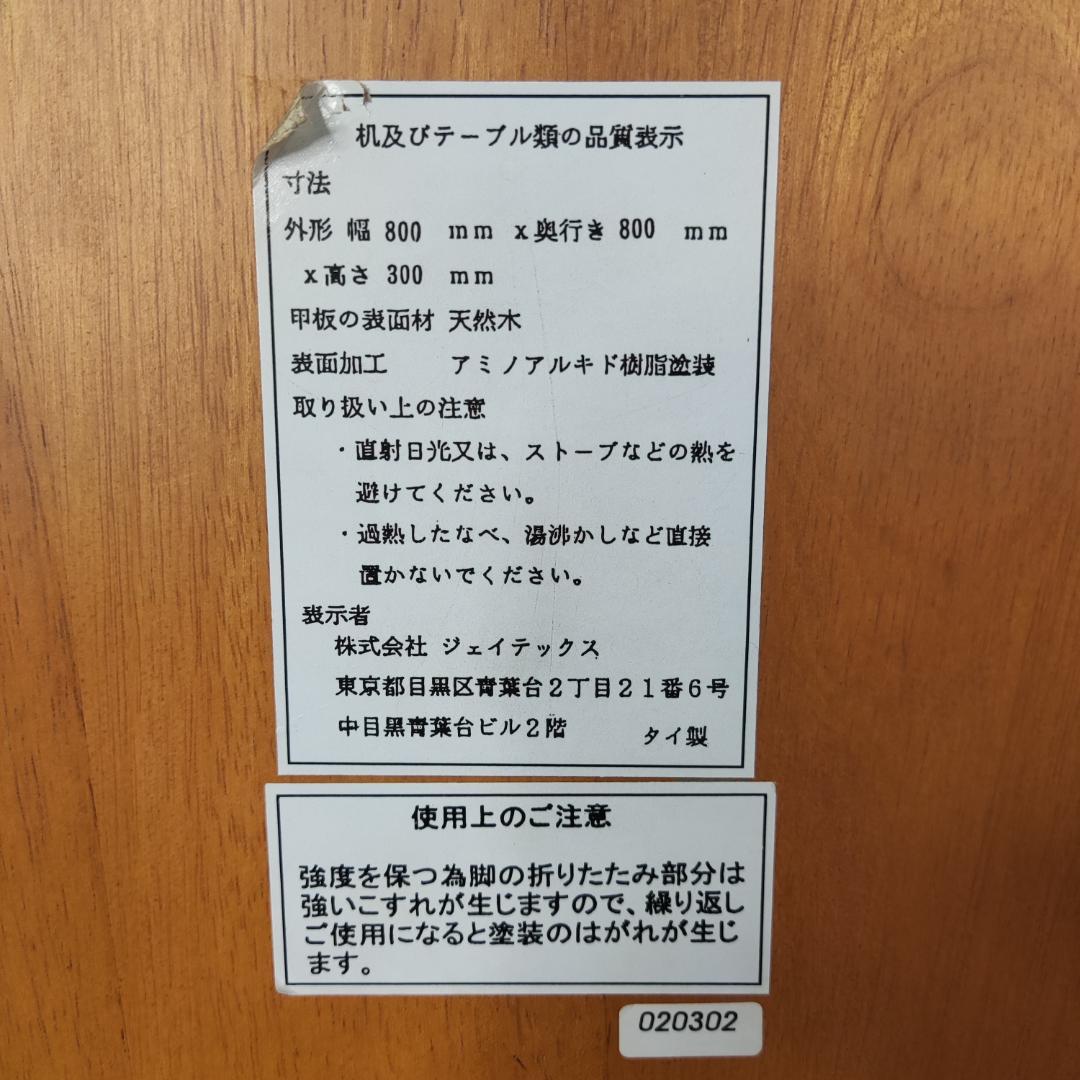 机及びテーブル類の品質表示
寸法
外形 幅 800 mm x奥行き 800 mm
x高さ 300 mm
甲板の表面材 天然木
表面加工 アミノアルキド樹脂塗装
取り扱い上の注意
・直射日光又は、ストーブなどの熱を
避けてください。
・過熱したなべ、湯沸かしなど直接
置かないでください。
表示者
株式会社 ジェイテックス
東京都目黒区青葉台2丁目21番6号
中目黒青葉台ビル2階 タイ製
使用上のご注意
強度を保つ為脚の折りたたみ部分は
強いこすれが生じますので、繰り返し
ご使用になると塗装のはがれが生じ
ます。
020302